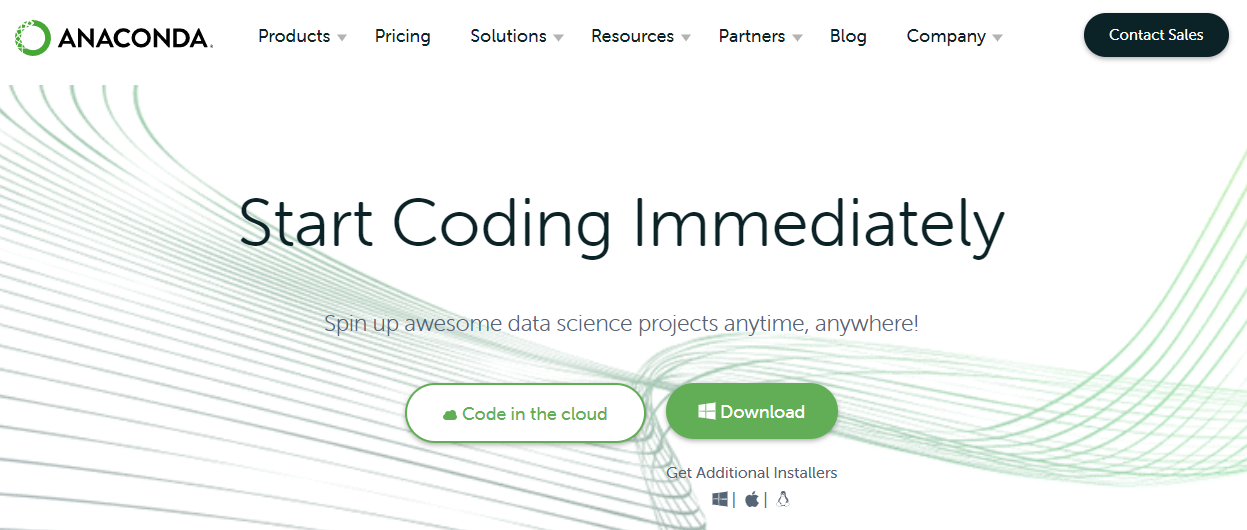 ANACONDA.
Products Pricing Solutions Resources Partners Blog Company Contact Sales
Start Coding Immediately
Spin up awesome data science projects anytime, anywhere!
Code in the cloud Download
Get Additional Installers
| |